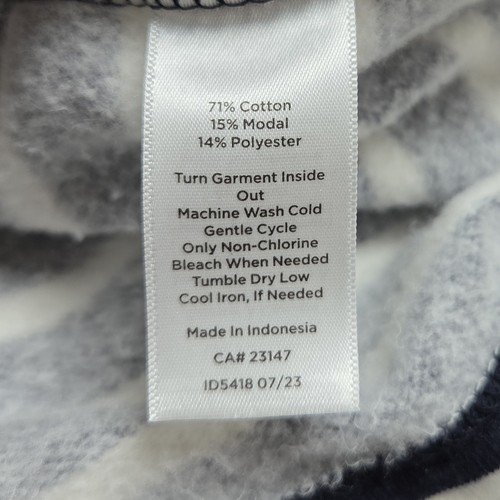 71% Cotton
15% Modal
14% Polyester
Turn Garment Inside
Out
Machine Wash Cold
Gentle Cycle
Only Non-Chlorine
Bleach When Needed
Tumble Dry Low
Cool Iron, If Needed
Made In Indonesia
CA# 23147
ID5418 07/23